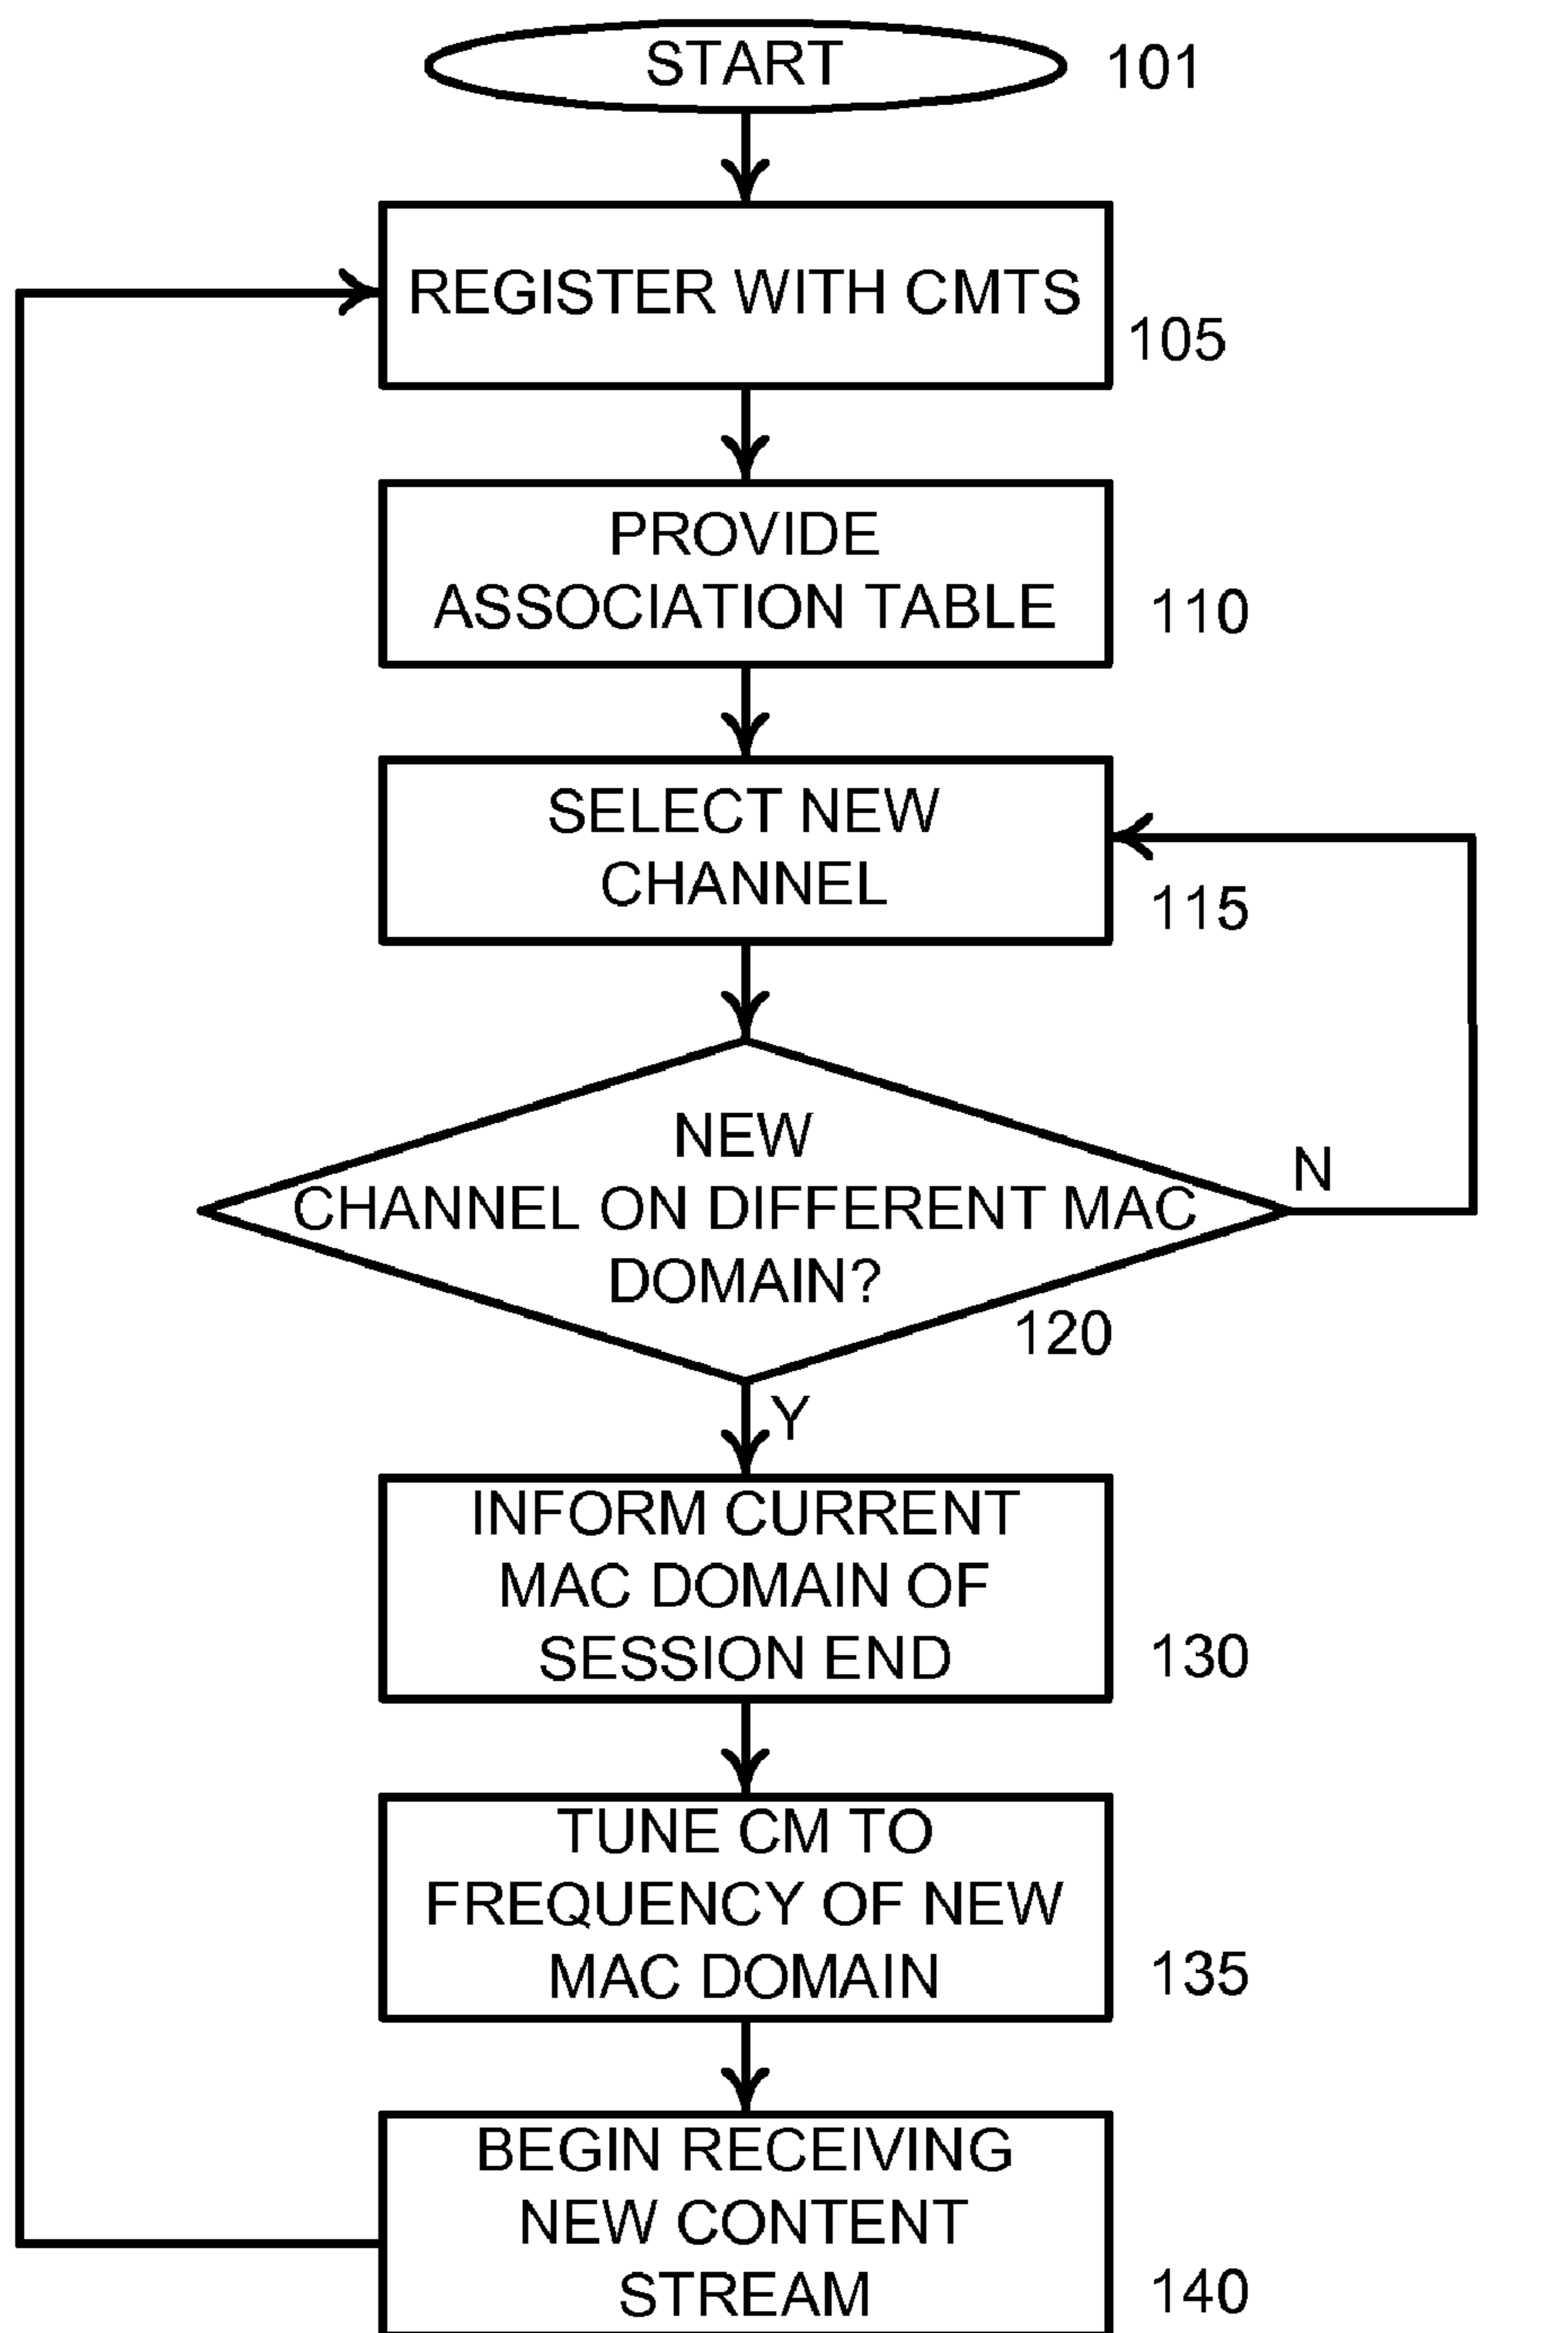 START
101
REGISTER WITH CMTS
105
PROVIDE
ASSOCIATION TABLE
110
SELECT NEW
CHANNEL
115
NEW
CHANNEL ON DIFFERENT MAC
DOMAIN?
N
120
Y
INFORM CURRENT
MAC DOMAIN OF
SESSION END
130
TUNE CM TO
FREQUENCY OF NEW
MAC DOMAIN
135
BEGIN RECEIVING
NEW CONTENT
STREAM
140